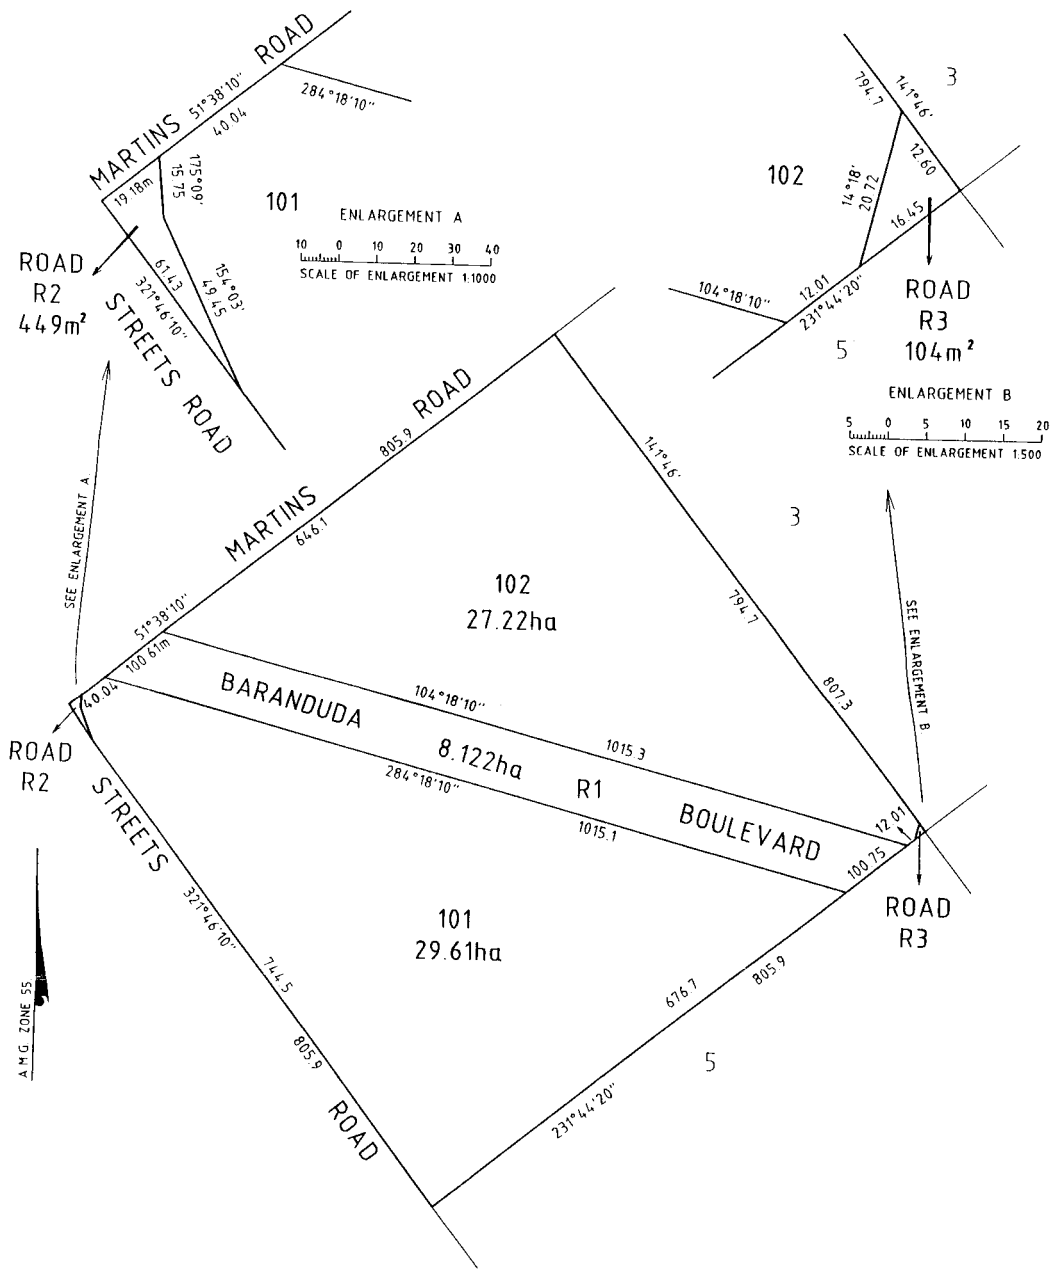 MARTINS ROAD
51°38'10"
40.04
284°18'10"
19.18m
175°09'
15.75
101
ENLARGEMENT A
10 0 10 20 30 40
SCALE OF ENLARGEMENT 1:1000
ROAD
R2
449m²
61.43
321°46'10"
154°03'
49.45
STREETS ROAD
3
794.7
141°46'
12.60
102
14°18'
20.72
16.45
104°18'10"
12.01
231°44'20"
ROAD
R3
104m²
5
ENLARGEMENT B
5 0 5 10 15 20
SCALE OF ENLARGEMENT 1:500
SEE ENLARGEMENT A
MARTINS ROAD
805.9
646.1
141°46'
3
102
27.22ha
794.7
SEE ENLARGEMENT B
51°38'10"
100.61m
40.04
807.3
ROAD
R2
BARANDUDA BOULEVARD
104°18'10"
1015.3
8.122ha
R1
284°18'10"
1015.1
12.01
100.75
ROAD
R3
STREETS ROAD
321°46'10"
744.5
805.9
101
29.61ha
676.7
805.9
231°44'20"
5
A.M.G. ZONE 55